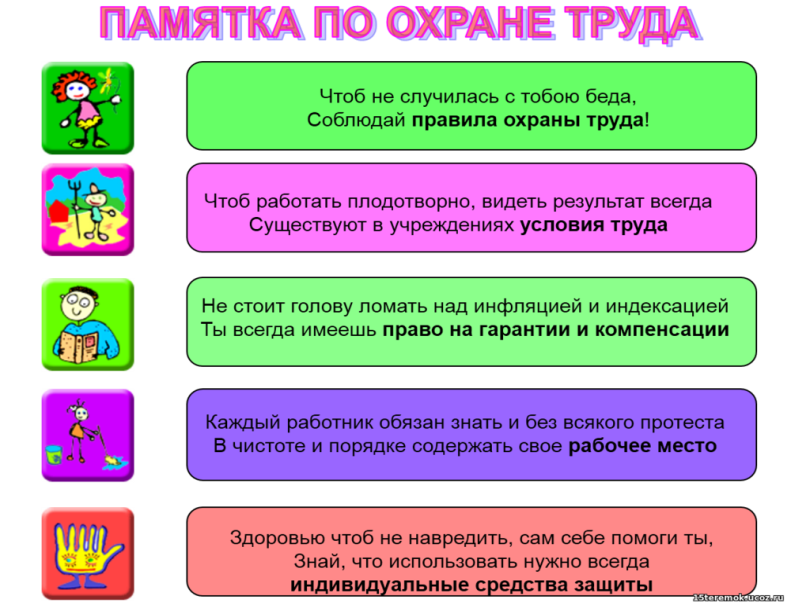 ПАМЯТКА ПО ОХРАНЕ ТРУДА
Чтоб не случилась с тобою беда,
Соблюдай правила охраны труда!
Чтоб работать плодотворно, видеть результат всегда
Существуют в учреждениях условия труда
Не стоит голову ломать над инфляцией и индексацией
Ты всегда имеешь право на гарантии и компенсации
Каждый работник обязан знать и без всякого протеста
В чистоте и порядке содержать свое рабочее место
Здоровью чтоб не навредить, сам себе помоги ты,
Знай, что использовать нужно всегда
индивидуальные средства защиты
15teremok.ucoz.ru